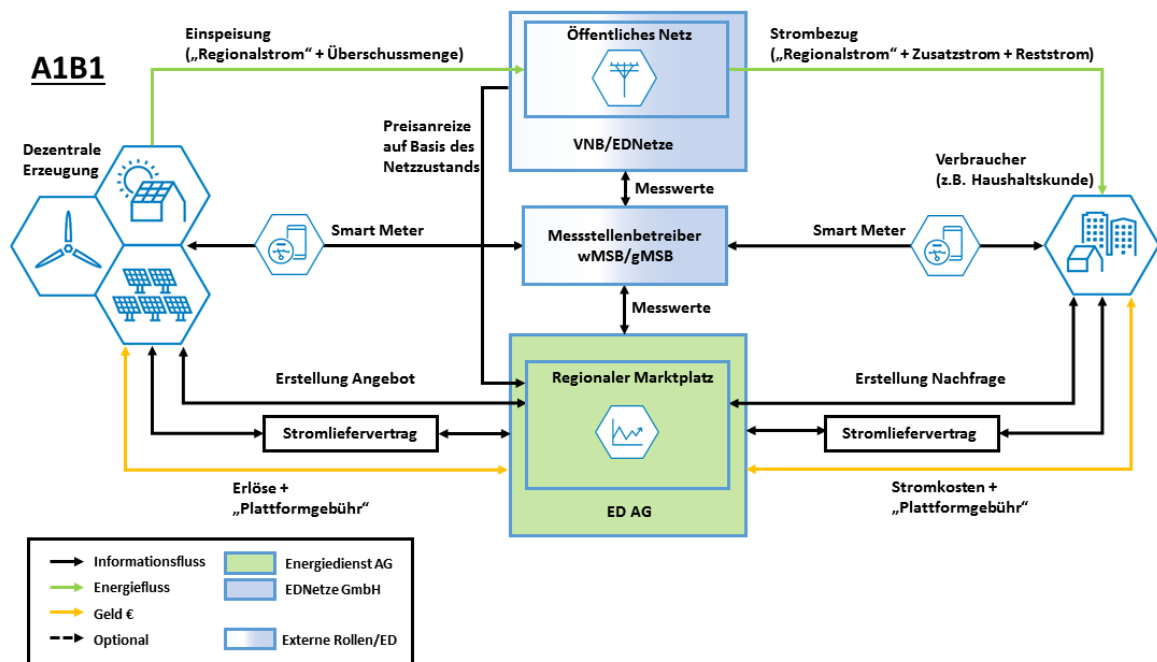 A1B1
Einspeisung
(„Regionalstrom“ + Überschussmenge)
Öffentliches Netz
Strombezug
(„Regionalstrom“ + Zusatzstrom + Reststrom)
Preisanreize
auf Basis des
Netzzustands
VNB/EDNetze
Dezentrale
Erzeugung
Verbraucher
(z.B. Haushaltskunde)
Messwerte
Smart Meter
Messstellenbetreiber
wMSB/gMSB
Smart Meter
Messwerte
Erstellung Angebot
Regionaler Marktplatz
Erstellung Nachfrage
Stromliefervertrag
Stromliefervertrag
Erlöse +
„Plattformgebühr“
ED AG
Stromkosten +
„Plattformgebühr“
Informationsfluss
Energiedienst AG
Energiefluss
EDNetze GmbH
Geld €
Optional
Externe Rollen/ED